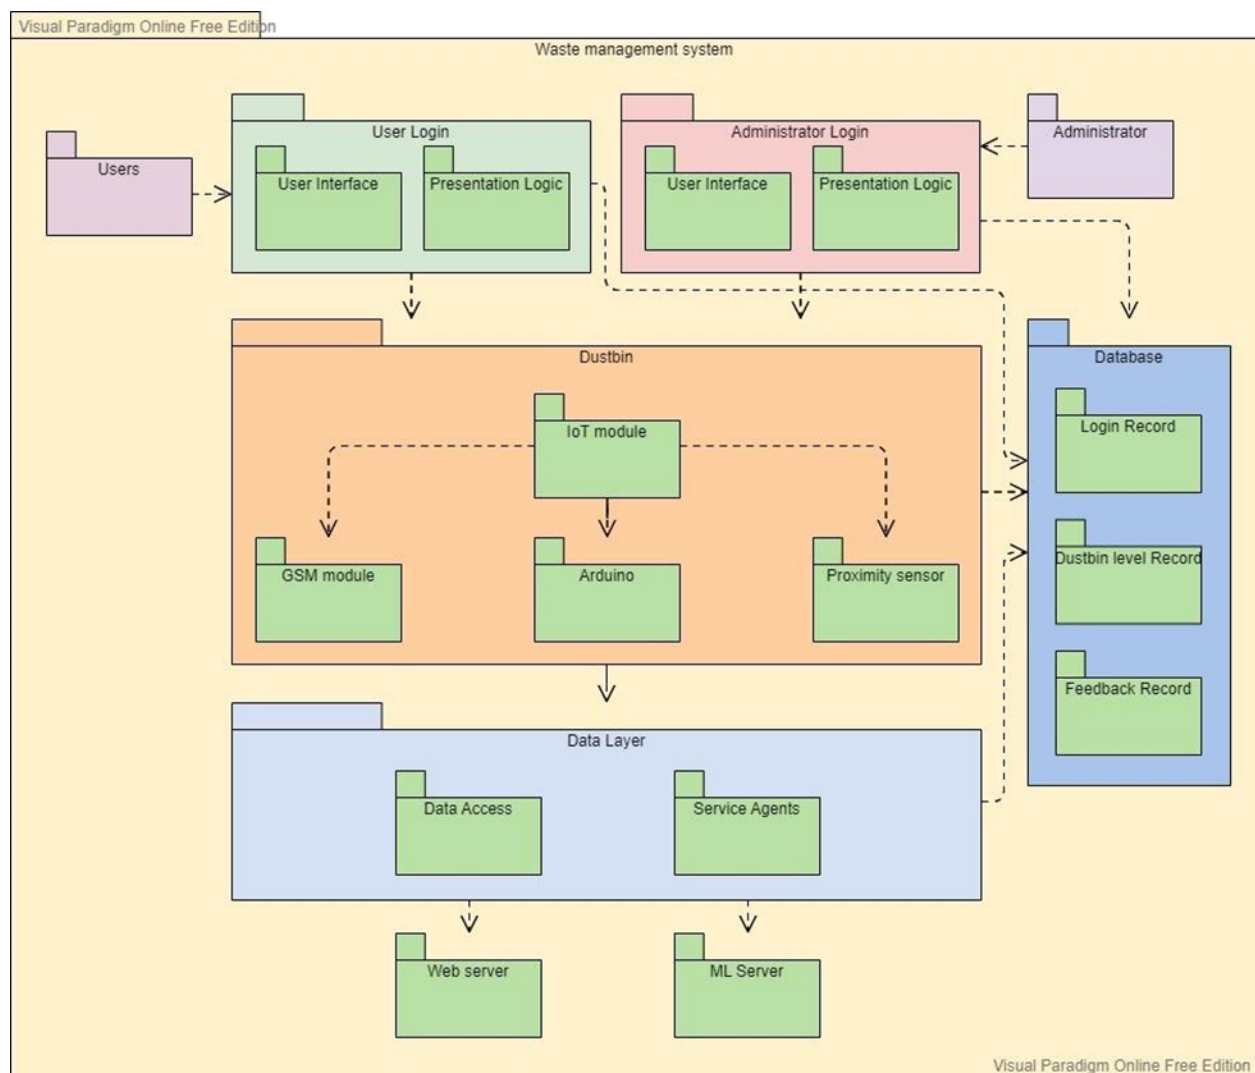 Visual Paradigm Online Free Edition
Waste management system
Users
User Login
User Interface
Presentation Logic
Administrator Login
User Interface
Presentation Logic
Administrator
Dustbin
IoT module
GSM module
Arduino
Proximity sensor
Database
Login Record
Dustbin level Record
Feedback Record
Data Layer
Data Access
Service Agents
Web server
ML Server
Visual Paradigm Online Free Edition